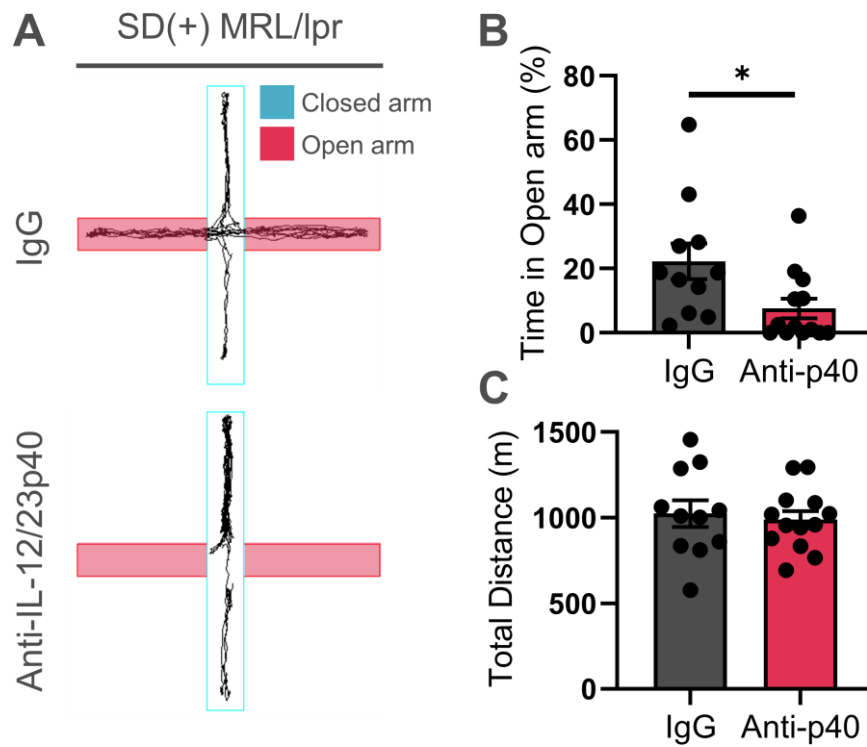 A
SD(+) MRL/lpr
Closed arm
Open arm
IgG
Anti-IL-12/23p40
B
Time in Open arm (%)
80
60
40
20
0
*
IgG Anti-p40
C
Total Distance (m)
1500
1000
500
0
IgG Anti-p40